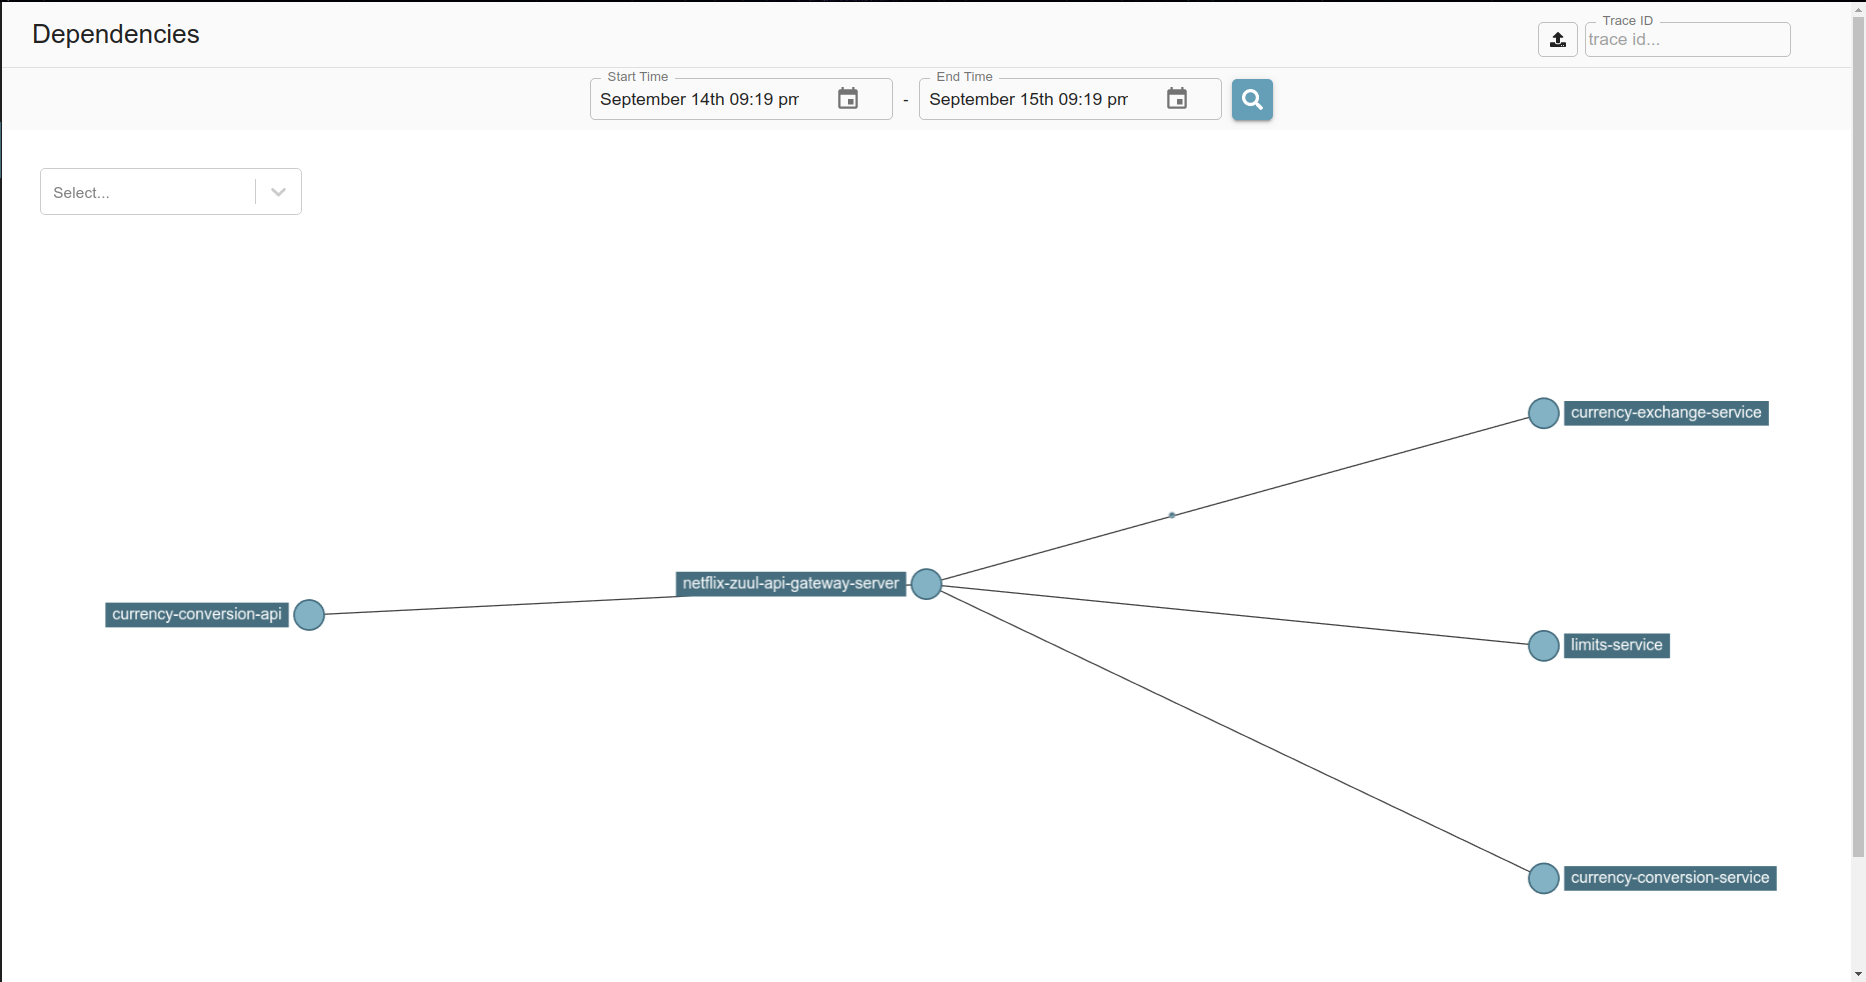 Dependencies
Trace ID
trace id...
Start Time
End Time
September 14th 09:19 pm
-
September 15th 09:19 pm
Select...
currency-exchange-service
netflix-zuul-api-gateway-server
currency-conversion-api
limits-service
currency-conversion-service